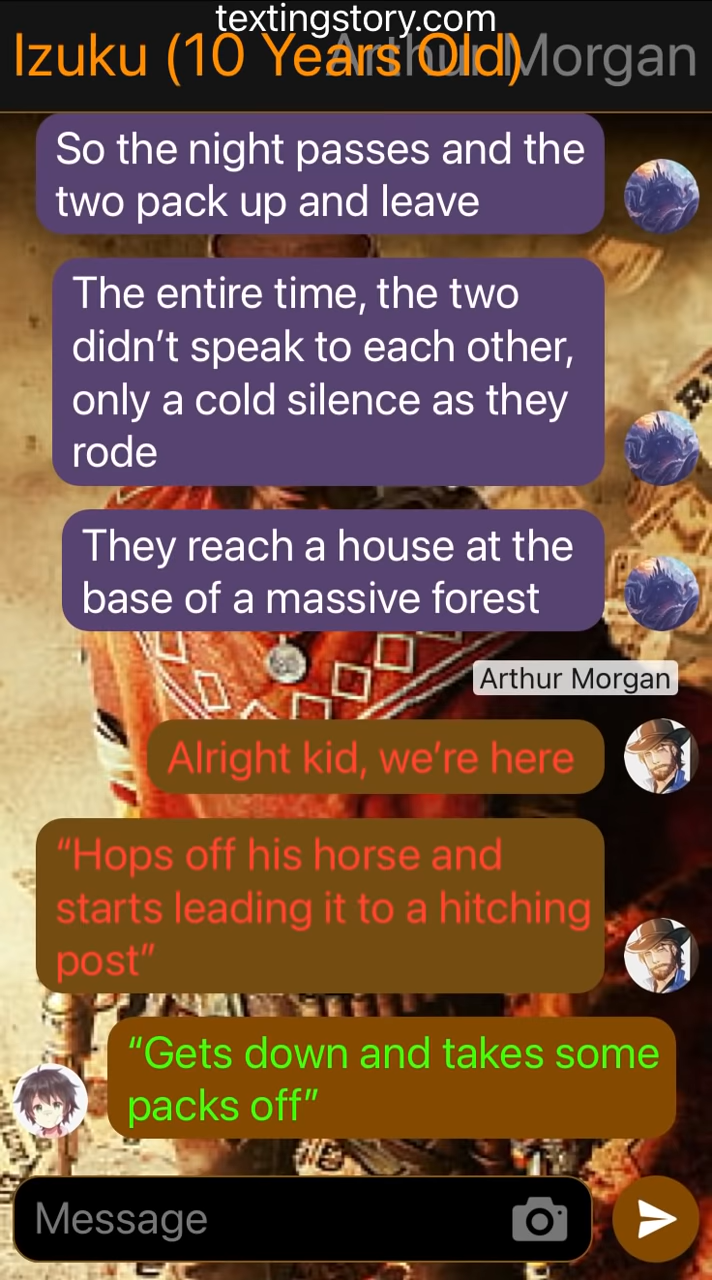 textingstory.com
Izuku (10 Years Old)
Arthur Morgan
So the night passes and the
two pack up and leave
The entire time, the two
didn’t speak to each other,
only a cold silence as they
rode
They reach a house at the
base of a massive forest
Arthur Morgan
Alright kid, we’re here
“Hops off his horse and
starts leading it to a hitching
post”
“Gets down and takes some
packs off”
Message